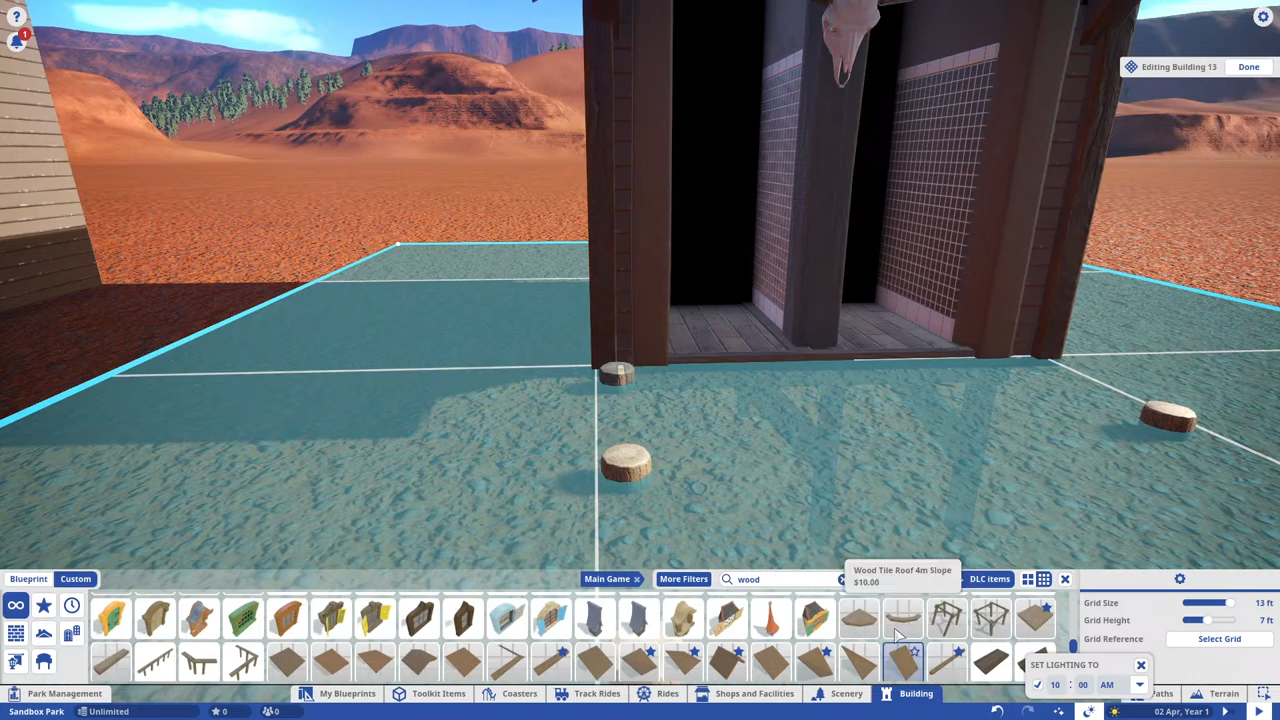 ?
1
Editing Building 13
Done
Wood Tile Roof 4m Slope
$10.00
Blueprint
Custom
Main Game
More Filters
wood
DLC items
Grid Size
13 ft
Grid Height
7 ft
Grid Reference
Select Grid
SET LIGHTING TO
10 : 00 AM
Park Management
My Blueprints
Toolkit Items
Coasters
Track Rides
Rides
Shops and Facilities
Scenery
Building
Paths
Terrain
Sandbox Park
Unlimited
0
0
02 Apr, Year 1